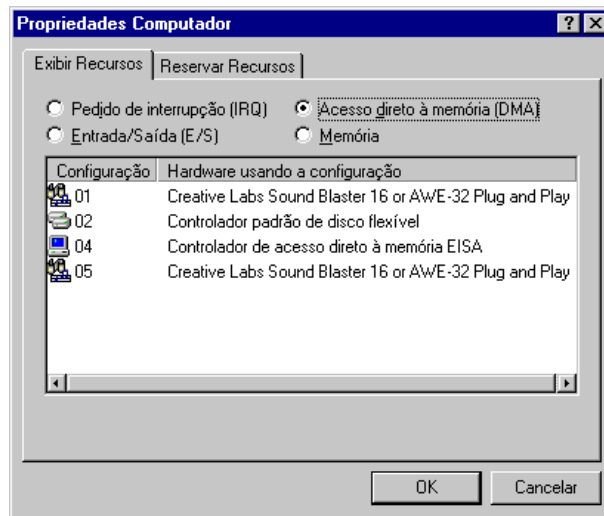 Propriedades Computador
Exibir Recursos Reservar Recursos
Pedido de interrupção (IRQ) Acesso direto à memória (DMA)
Entrada/Saída (E/S) Memória
Configuração Hardware usando a configuração
01 Creative Labs Sound Blaster 16 or AWE-32 Plug and Play
02 Controlador padrão de disco flexível
04 Controlador de acesso direto à memória EISA
05 Creative Labs Sound Blaster 16 or AWE-32 Plug and Play
OK Cancelar